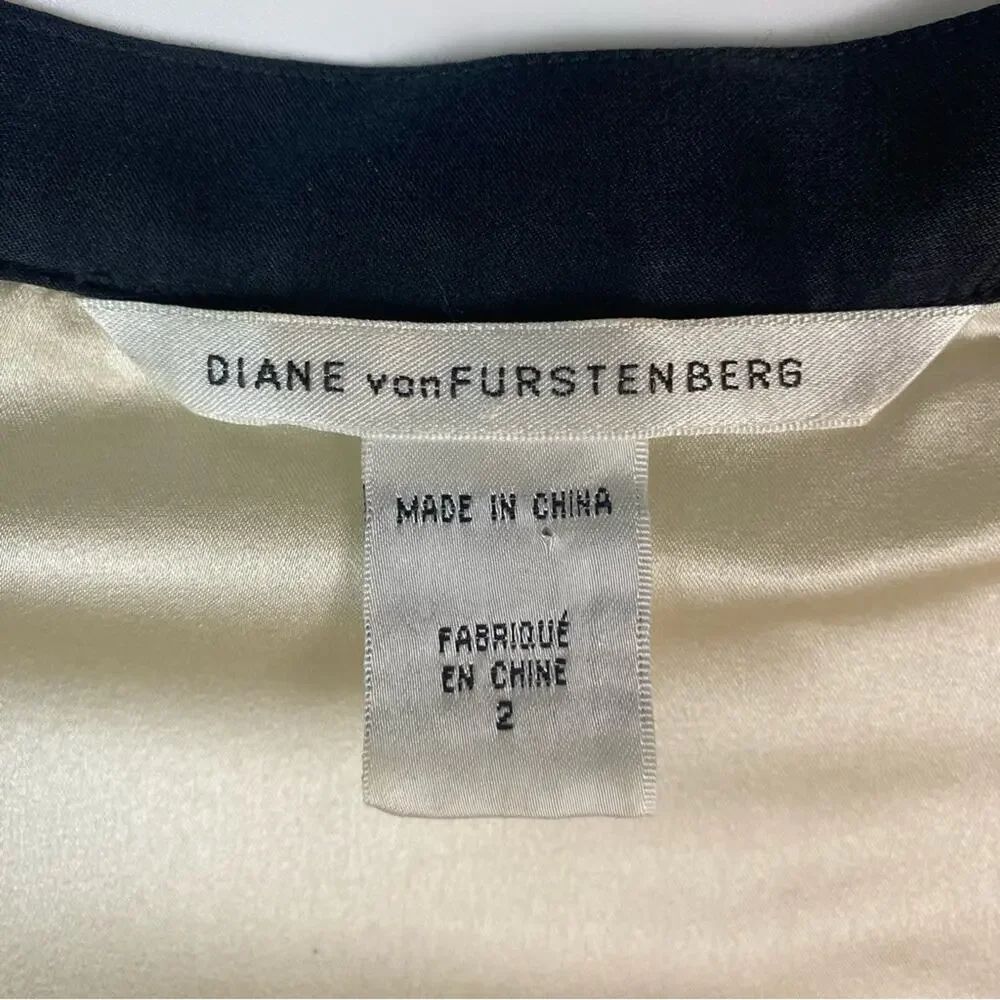 DIANE vonFURSTENBERG
MADE IN CHINA
FABRIQUÉ
EN CHINE
2